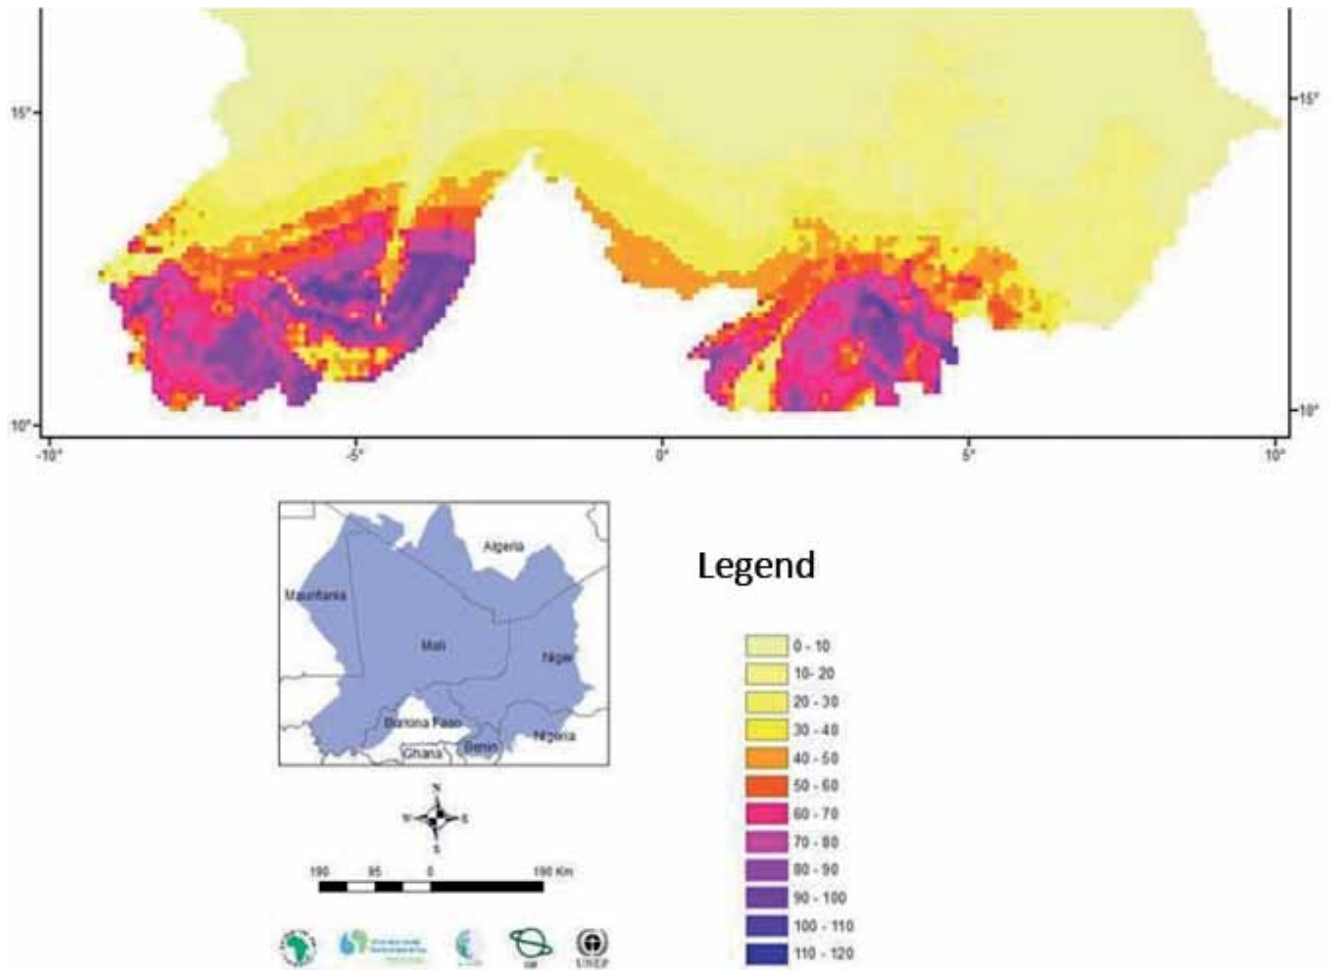 15°
15°
10°
10°
-10°
-5°
0°
5°
10°
Algeria
Mauritania
Mali
Niger
Burkina Faso
Ghana
Benin
Nigeria
N
W
E
S
190 95 0 190 Km
UNEP
Legend
0 - 10
10- 20
20 - 30
30 - 40
40 - 50
50 - 60
60 - 70
70 - 80
80 - 90
90 - 100
100 - 110
110 - 120